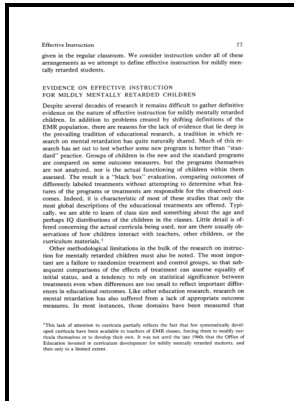 Effective Instruction 77
given in the regular classroom. We consider instruction under all of these
arrangements as we attempt to define effective instruction for mildly men-
tally retarded students.
EVIDENCE ON EFFECTIVE INSTRUCTION
FOR MILDLY MENTALLY RETARDED CHILDREN
Despite several decades of research it remains difficult to gather definitive
evidence on the nature of effective instruction for mildly mentally retarded
children. In addition to problems created by shifting definitions of the
EMR population, there are reasons for the lack of evidence that lie deep in
the prevailing tradition of educational research, a tradition in which re-
search on mental retardation has quite naturally shared. Much of this re-
search has set out to test whether some new program is better than "stan-
dard" practice. Groups of children in the new and the standard programs
are compared on some outcome measures, but the programs themselves
are not analyzed, nor is the actual functioning of children within them
assessed. The result is a "black box" evaluation, comparing outcomes of
differently labeled treatments without attempting to determine what fea-
tures of the programs or treatments are responsible for the observed out-
comes. Indeed, it is characteristic of most of these studies that only the
most global descriptions of the educational treatments are offered. Typi-
cally, we are able to learn of class size and something about the age and
perhaps IQ distributions of the children in the classes. Little detail is of-
fered concerning the actual curricula being used, nor are there usually ob-
servations of how children interact with teachers, other children, or the
curriculum materials.¹
Other methodological limitations in the bulk of the research on instruc-
tion for mentally retarded children must also be noted. The most impor-
tant are a failure to randomize treatment and control groups, so that sub-
sequent comparisons of the effects of treatment can assume equality of
initial status, and a tendency to rely on statistical significance between
treatments even when differences are too small to reflect important differ-
ences in educational outcomes. Like other education research, research on
mental retardation has also suffered from a lack of appropriate outcome
measures. In most instances, those domains have been measured that
¹This lack of attention to curricula partially reflects the fact that few systematically devel-
oped curricula have been available to teachers of EMR classes, forcing them to modify cur-
ricula themselves or to develop their own. It was not until the late 1960s that the Office of
Education invested in curriculum development for mildly mentally retarded students, and
then only to a limited extent.